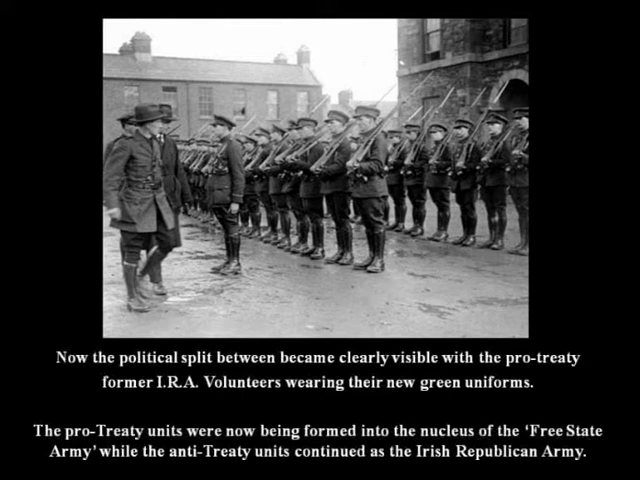 Now the political split between became clearly visible with the pro-treaty
former I.R.A. Volunteers wearing their new green uniforms.
The pro-Treaty units were now being formed into the nucleus of the ‘Free State
Army’ while the anti-Treaty units continued as the Irish Republican Army.